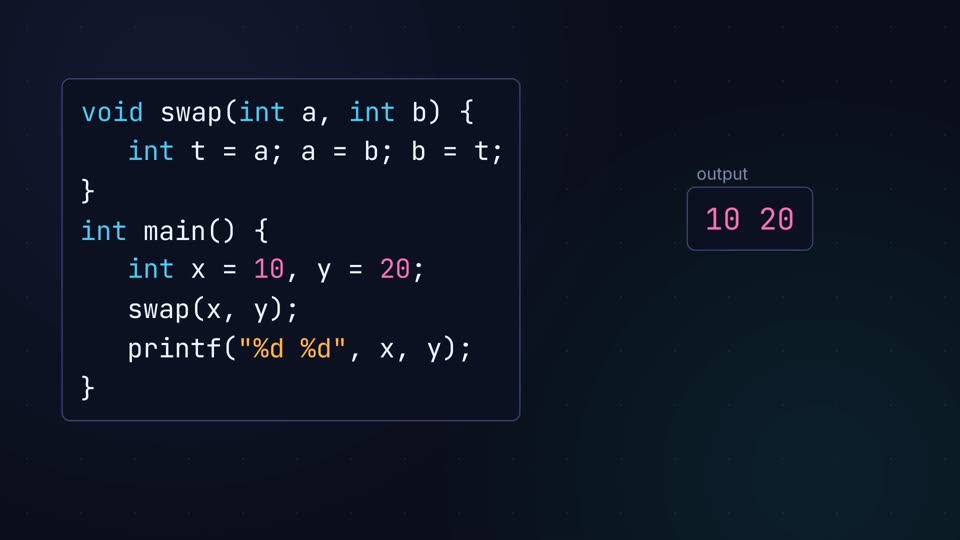 void swap(int a, int b) {
   int t = a; a = b; b = t;
}
int main() {
   int x = 10, y = 20;
   swap(x, y);
   printf("%d %d", x, y);
}
output
10 20